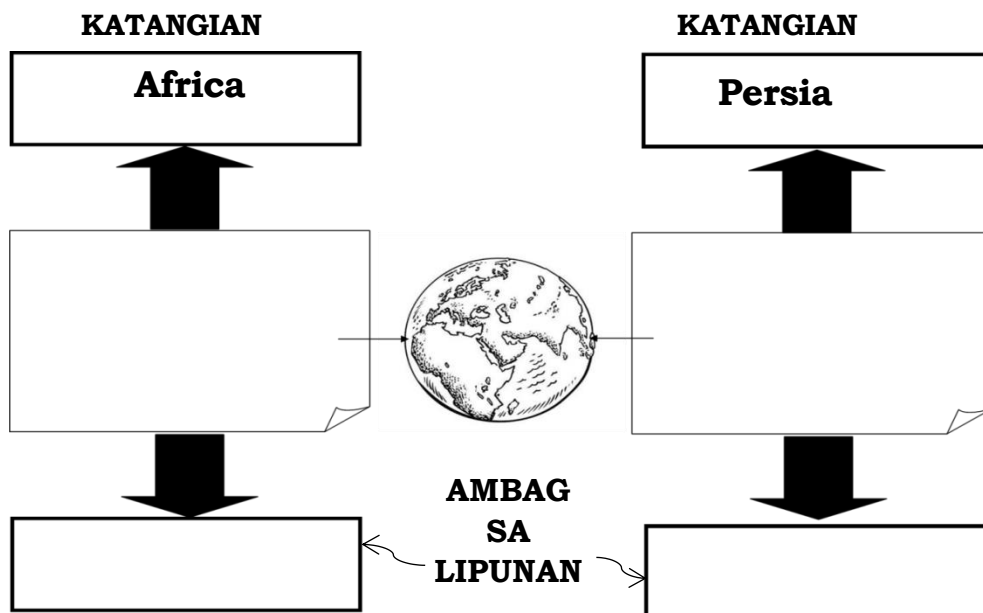 KATANGIAN
Africa
KATANGIAN
Persia
AMBAG
SA
LIPUNAN